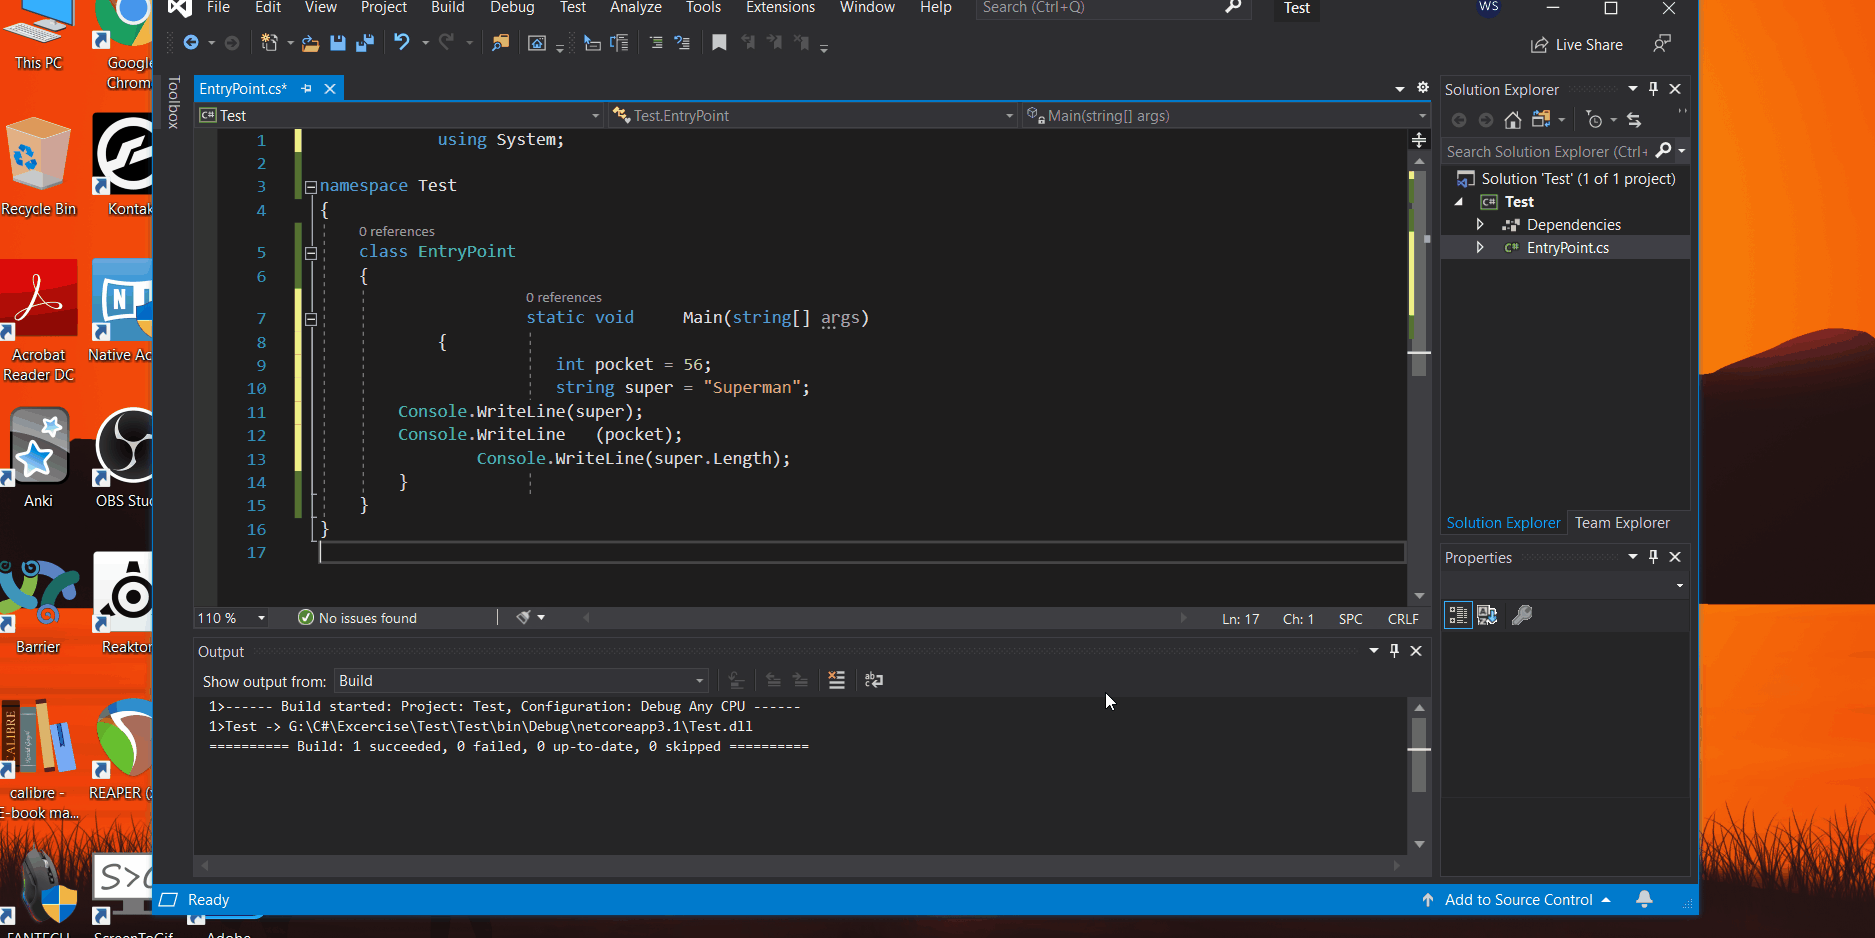 File Edit View Project Build Debug Test Analyze Tools Extensions Window Help Search (Ctrl+Q) Test WS
Live Share
This PC
Google
Chrom
Recycle Bin
Kontak
Acrobat
Reader DC
Native Ac
Anki
OBS Stud
Barrier
Reaktor
CALIBRE
calibre -
E-book ma...
REAPER (
S>G
FANTECH
ScreenToGif
Adobe
Toolbox
EntryPoint.cs*
C# Test Test.EntryPoint Main(string[] args)
1 using System;
2
3 namespace Test
4 {
0 references
5 class EntryPoint
6 {
0 references
7 static void Main(string[] args)
8 {
9 int pocket = 56;
10 string super = "Superman";
11 Console.WriteLine(super);
12 Console.WriteLine (pocket);
13 Console.WriteLine(super.Length);
14 }
15 }
16 }
17
110 % No issues found Ln: 17 Ch: 1 SPC CRLF
Output
Show output from: Build
1>------ Build started: Project: Test, Configuration: Debug Any CPU ------
1>Test -> G:\C#\Excercise\Test\Test\bin\Debug\netcoreapp3.1\Test.dll
========== Build: 1 succeeded, 0 failed, 0 up-to-date, 0 skipped ==========
Solution Explorer
Search Solution Explorer (Ctrl+
Solution 'Test' (1 of 1 project)
C# Test
Dependencies
C# EntryPoint.cs
Solution Explorer Team Explorer
Properties
Ready
Add to Source Control